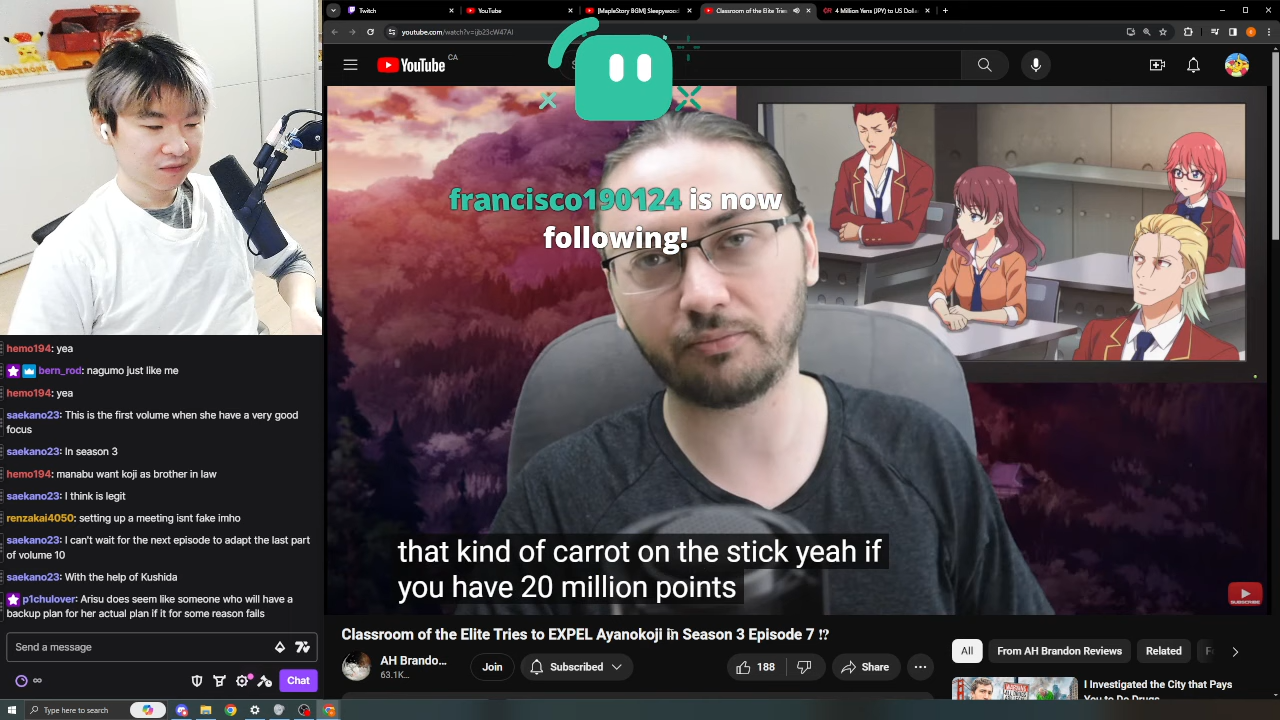 Twitch
YouTube
[MapleStory BGM] Sleepywood
Classroom of the Elite Tries
4 Million Yens (JPY) to US Dolla
youtube.com/watch?v=ijb23cW47AI
YouTube CA
francisco190124 is now
following!
that kind of carrot on the stick yeah if
you have 20 million points
SUBSCRIBE
Classroom of the Elite Tries to EXPEL Ayanokoji in Season 3 Episode 7 !?
AH Brando...
63.1K...
Join
Subscribed
188
Share
All
From AH Brandon Reviews
Related
I Investigated the City that Pays
You to Do Drugs
hemo194: yea
bern_rod: nagumo just like me
hemo194: yea
saekano23: This is the first volume when she have a very good
focus
saekano23: In season 3
hemo194: manabu want koji as brother in law
saekano23: I think is legit
renzakai4050: setting up a meeting isnt fake imho
saekano23: I can't wait for the next episode to adapt the last part
of volume 10
saekano23: With the help of Kushida
p1chulover: Arisu does seem like someone who will have a
backup plan for her actual plan if it for some reason fails
Send a message
Chat
Type here to search